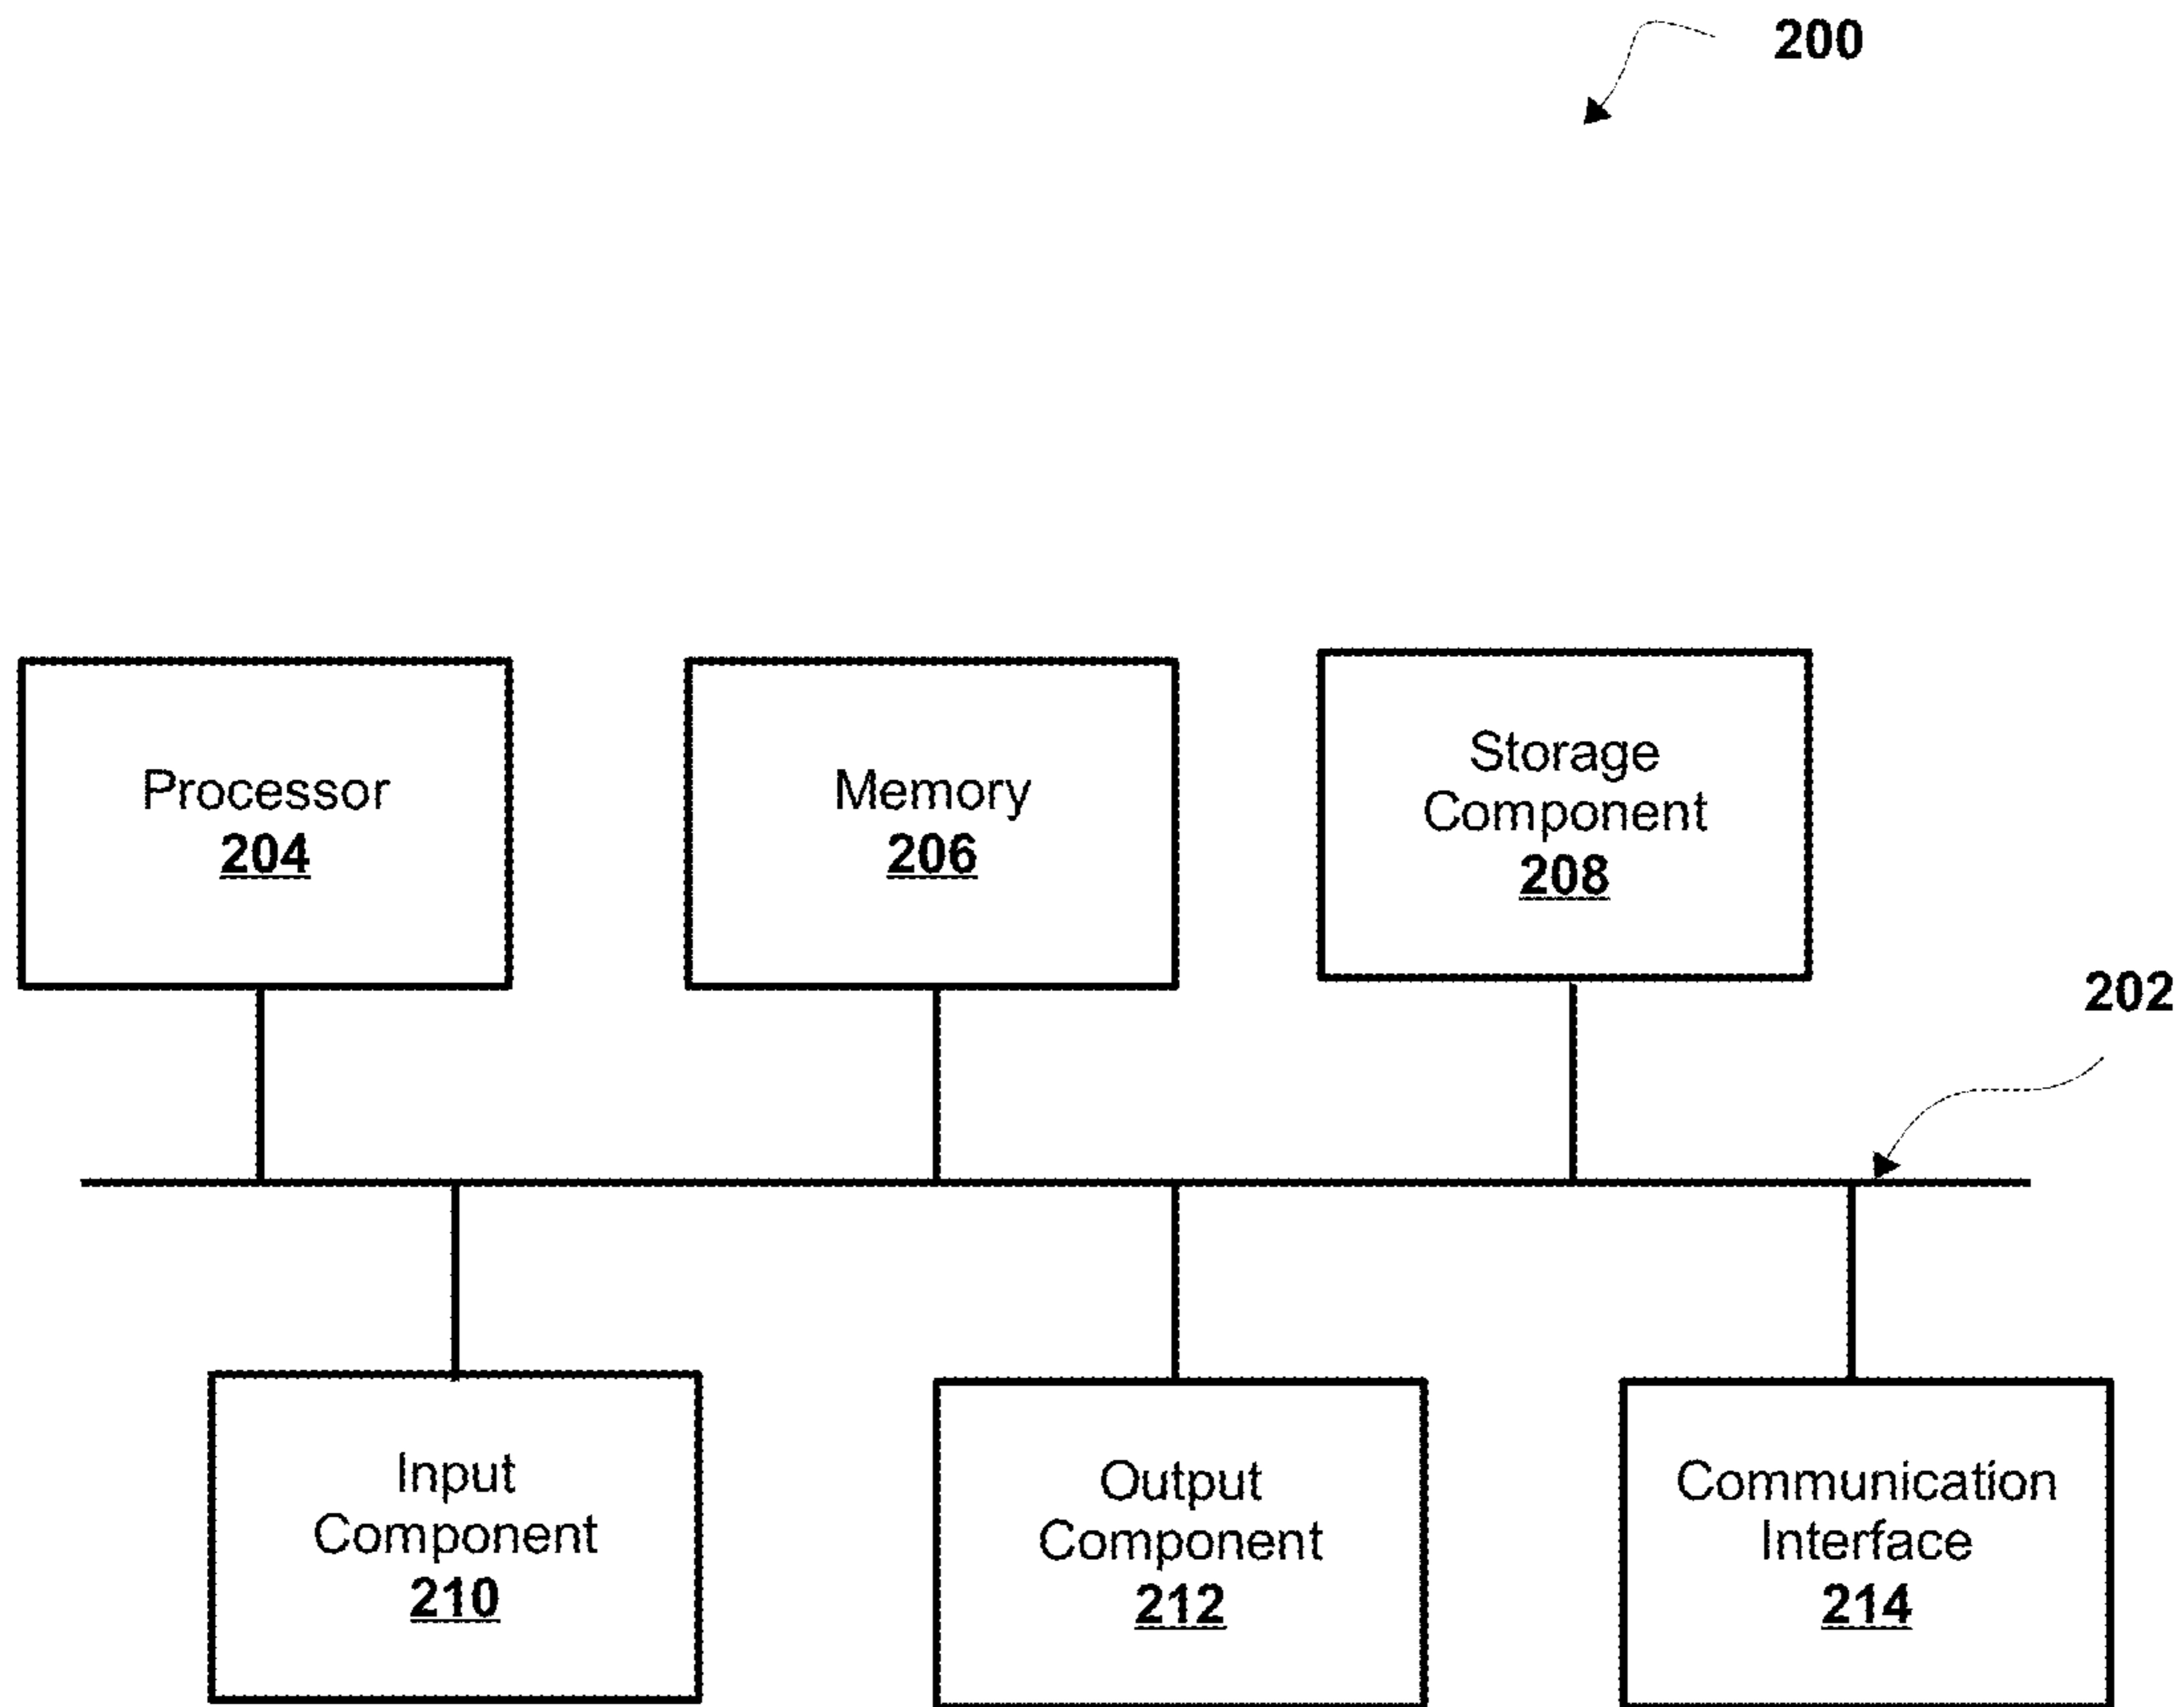 200
Processor
204
Memory
206
Storage
Component
208
202
Input
Component
210
Output
Component
212
Communication
Interface
214